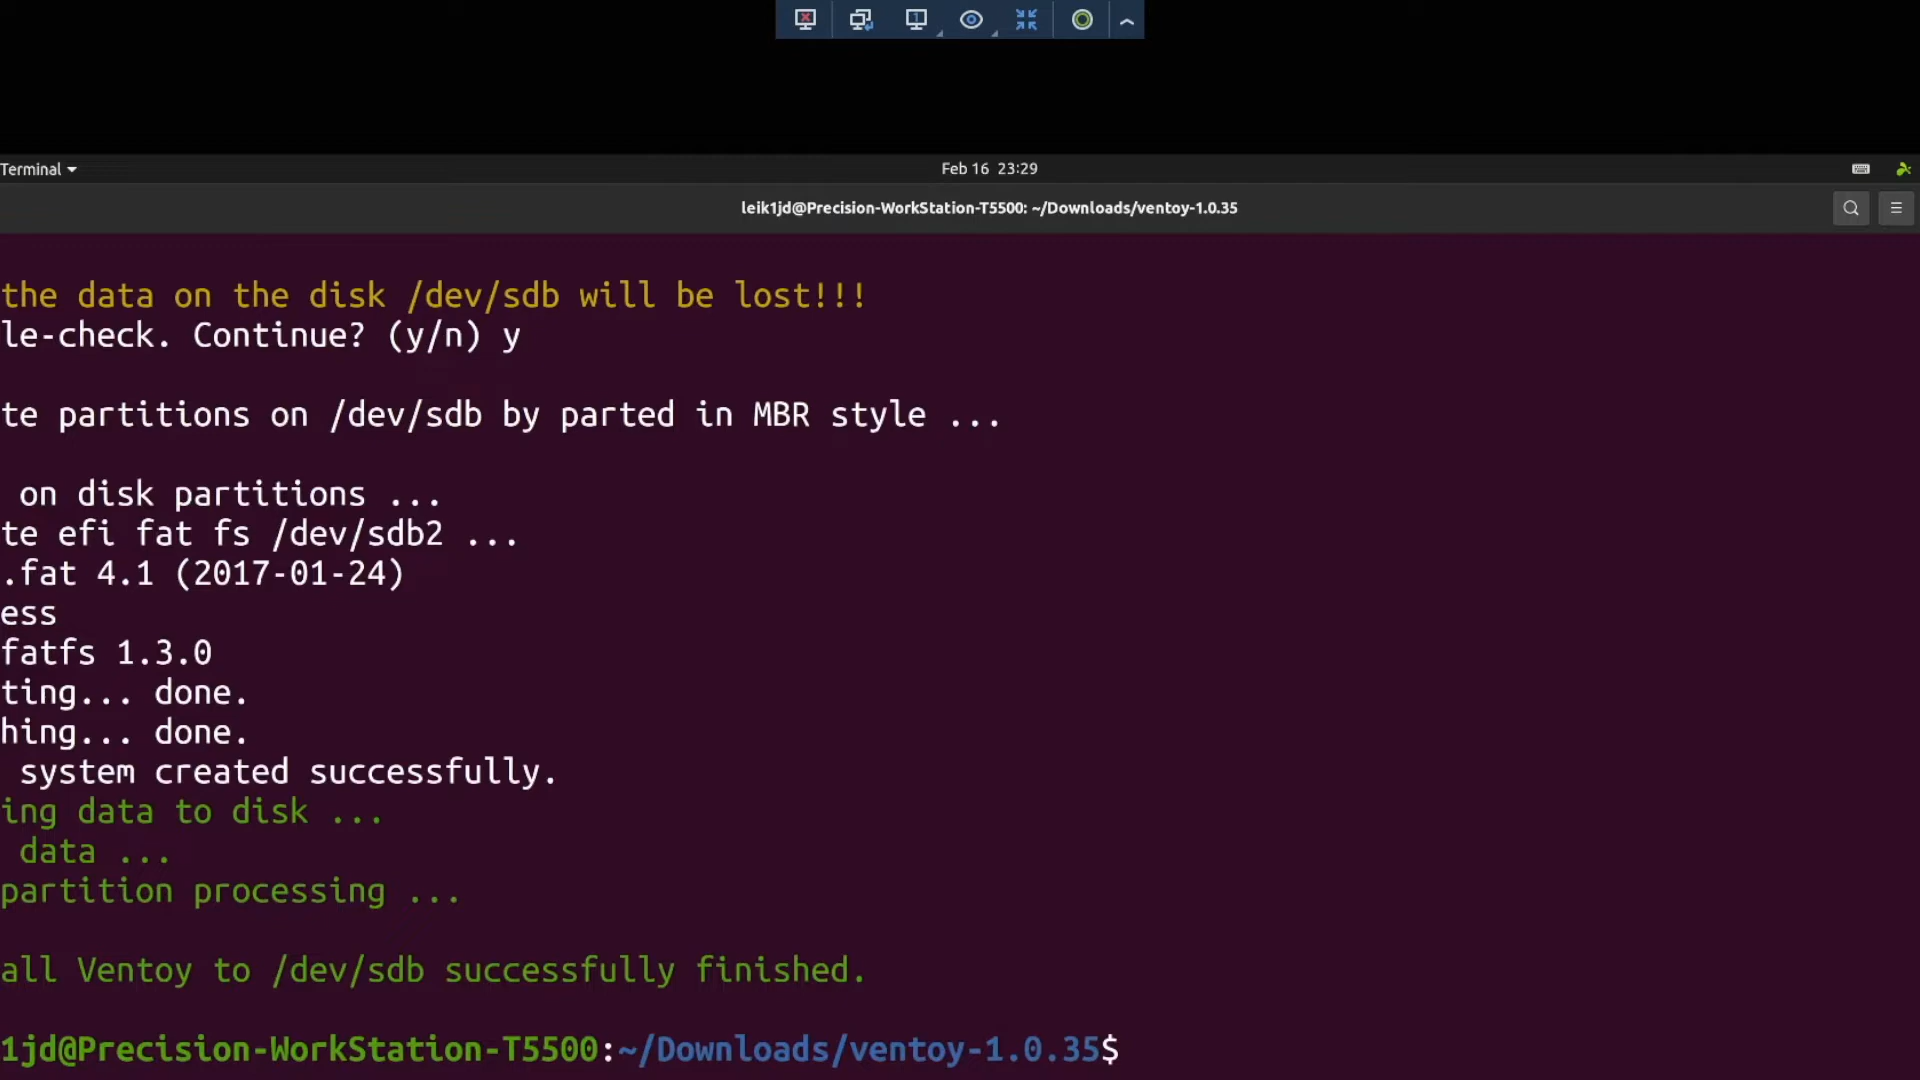 1
Terminal
Feb 16 23:29
leik1jd@Precision-WorkStation-T5500: ~/Downloads/ventoy-1.0.35
the data on the disk /dev/sdb will be lost!!!
le-check. Continue? (y/n) y
te partitions on /dev/sdb by parted in MBR style ...
on disk partitions ...
te efi fat fs /dev/sdb2 ...
.fat 4.1 (2017-01-24)
ess
fatfs 1.3.0
ting... done.
hing... done.
system created successfully.
ing data to disk ...
data ...
partition processing ...
all Ventoy to /dev/sdb successfully finished.
1jd@Precision-WorkStation-T5500:~/Downloads/ventoy-1.0.35$